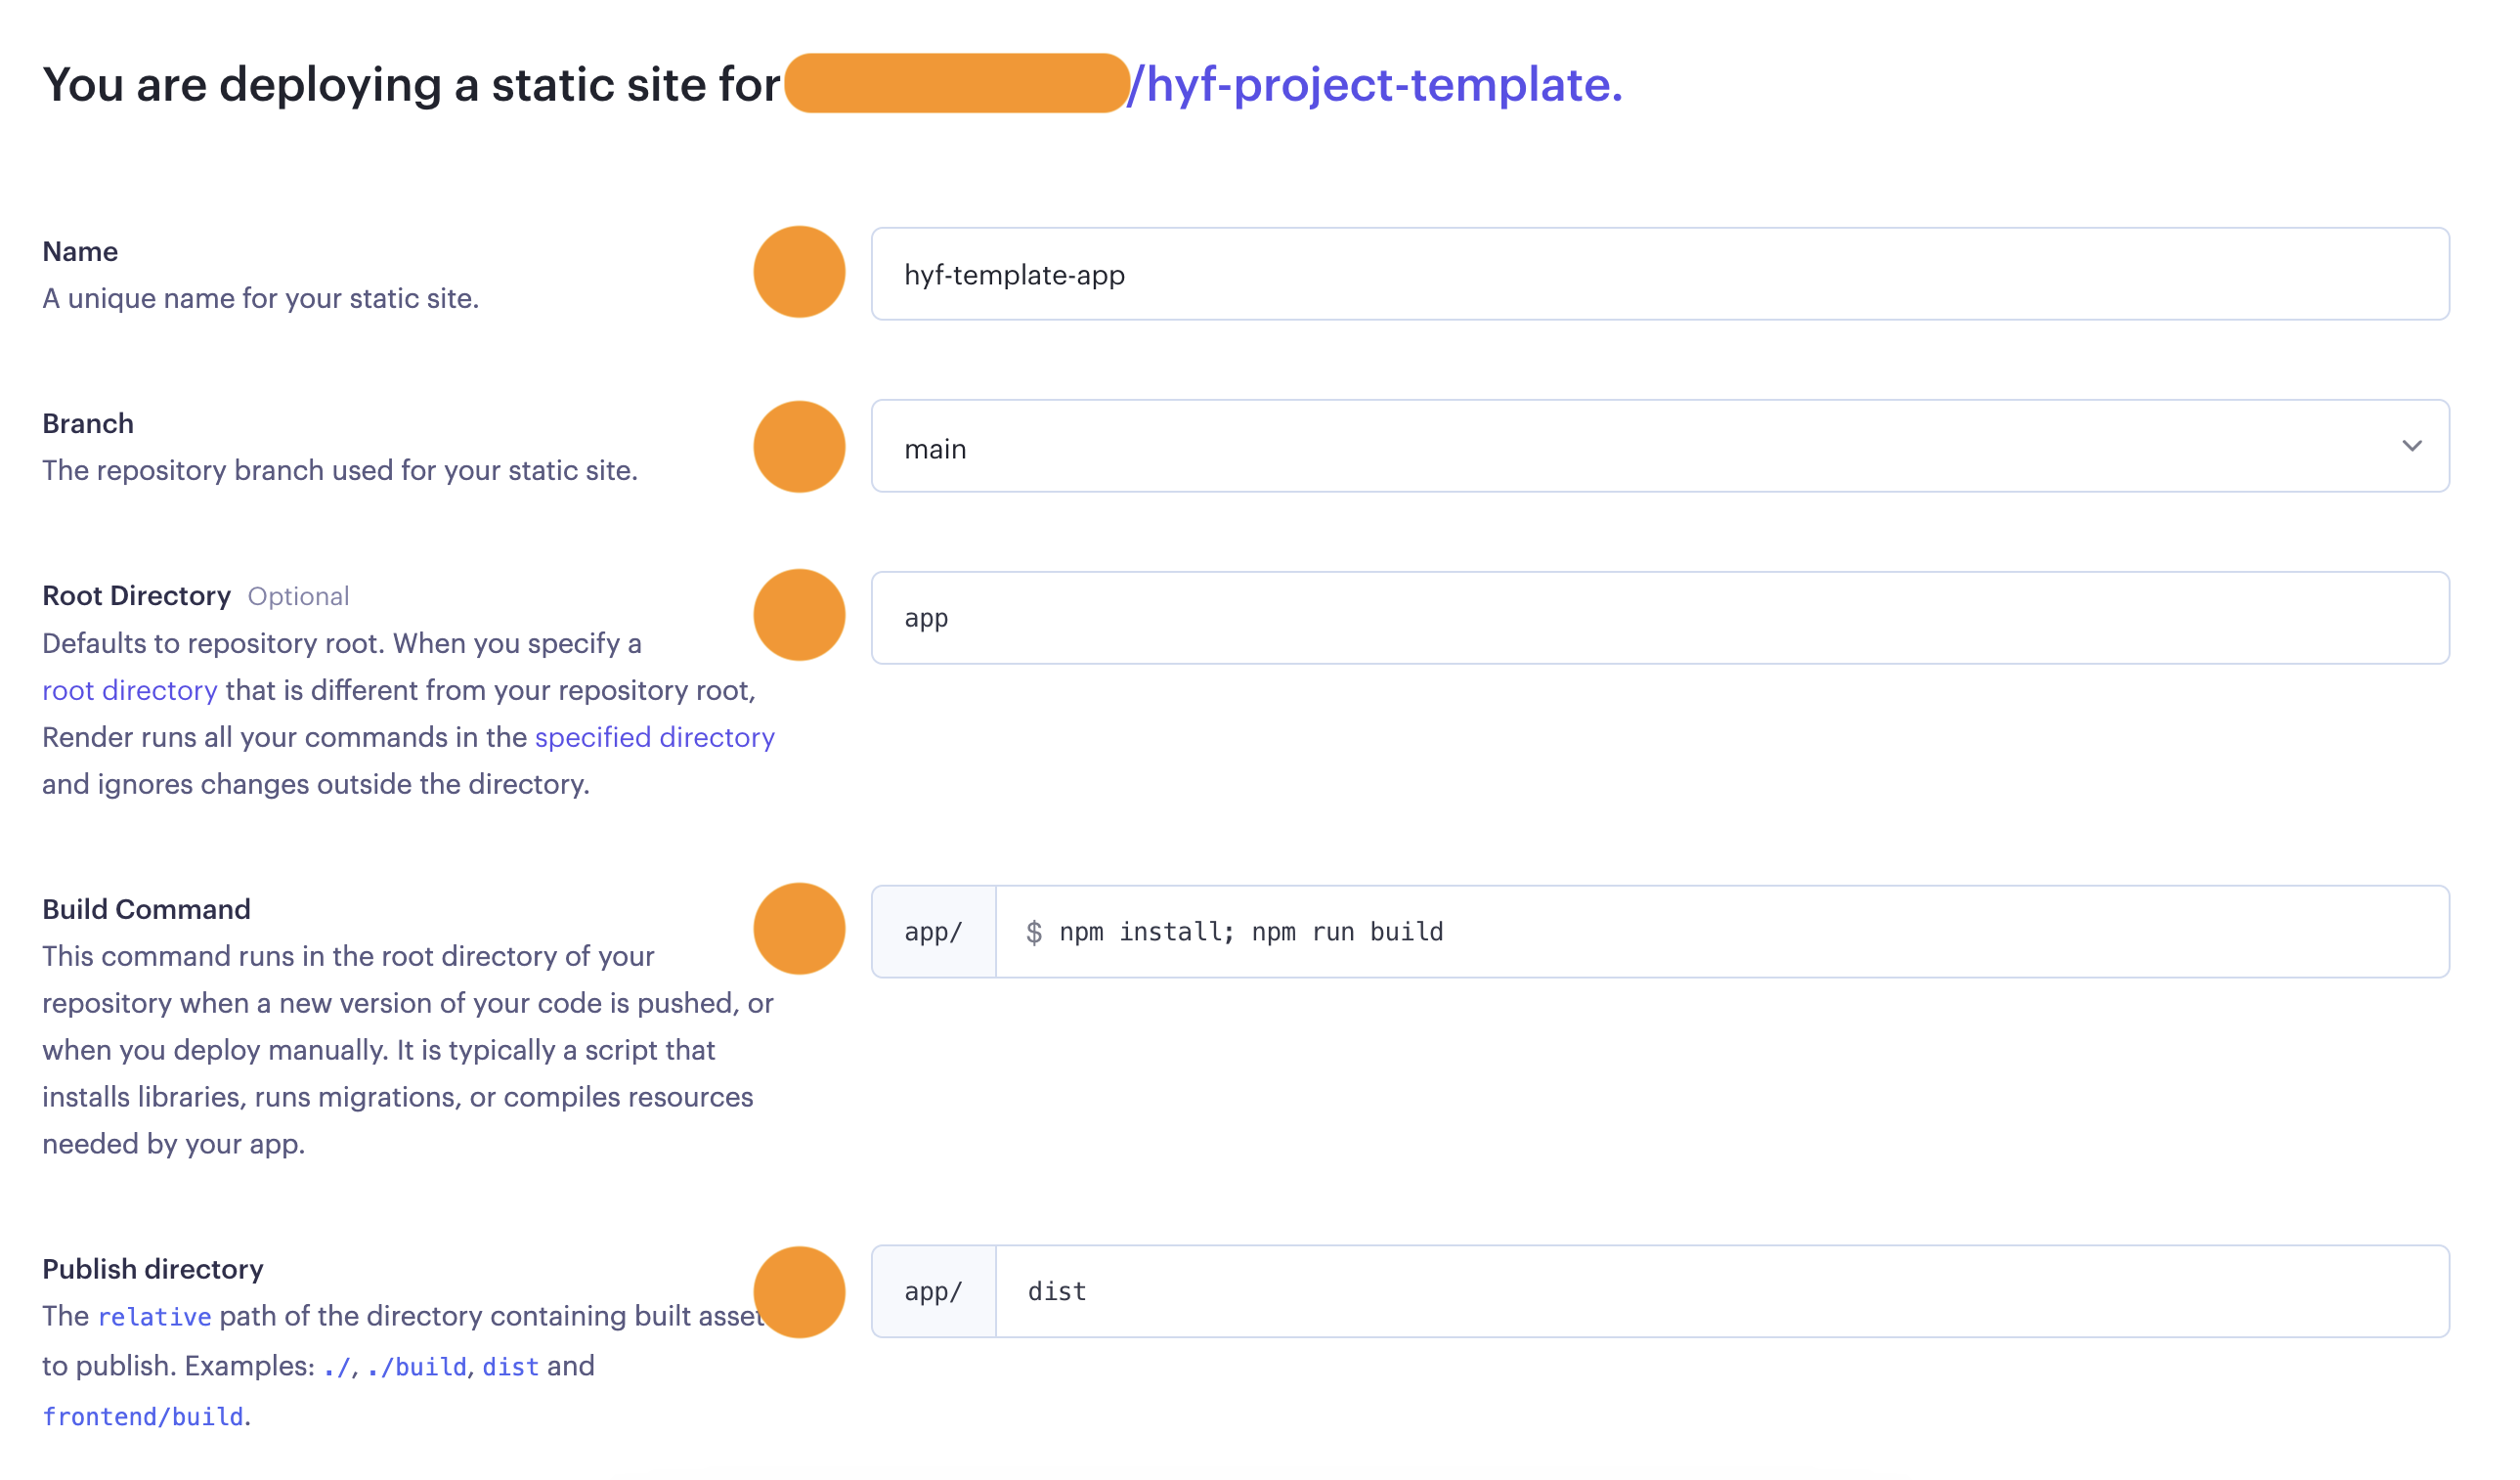 You are deploying a static site for /hyf-project-template.
Name
A unique name for your static site.
hyf-template-app
Branch
The repository branch used for your static site.
main
Root Directory Optional
Defaults to repository root. When you specify a
root directory that is different from your repository root,
Render runs all your commands in the specified directory
and ignores changes outside the directory.
app
Build Command
This command runs in the root directory of your
repository when a new version of your code is pushed, or
when you deploy manually. It is typically a script that
installs libraries, runs migrations, or compiles resources
needed by your app.
app/ $ npm install; npm run build
Publish directory
The relative path of the directory containing built asset
to publish. Examples: ./, ./build, dist and
frontend/build.
app/ dist